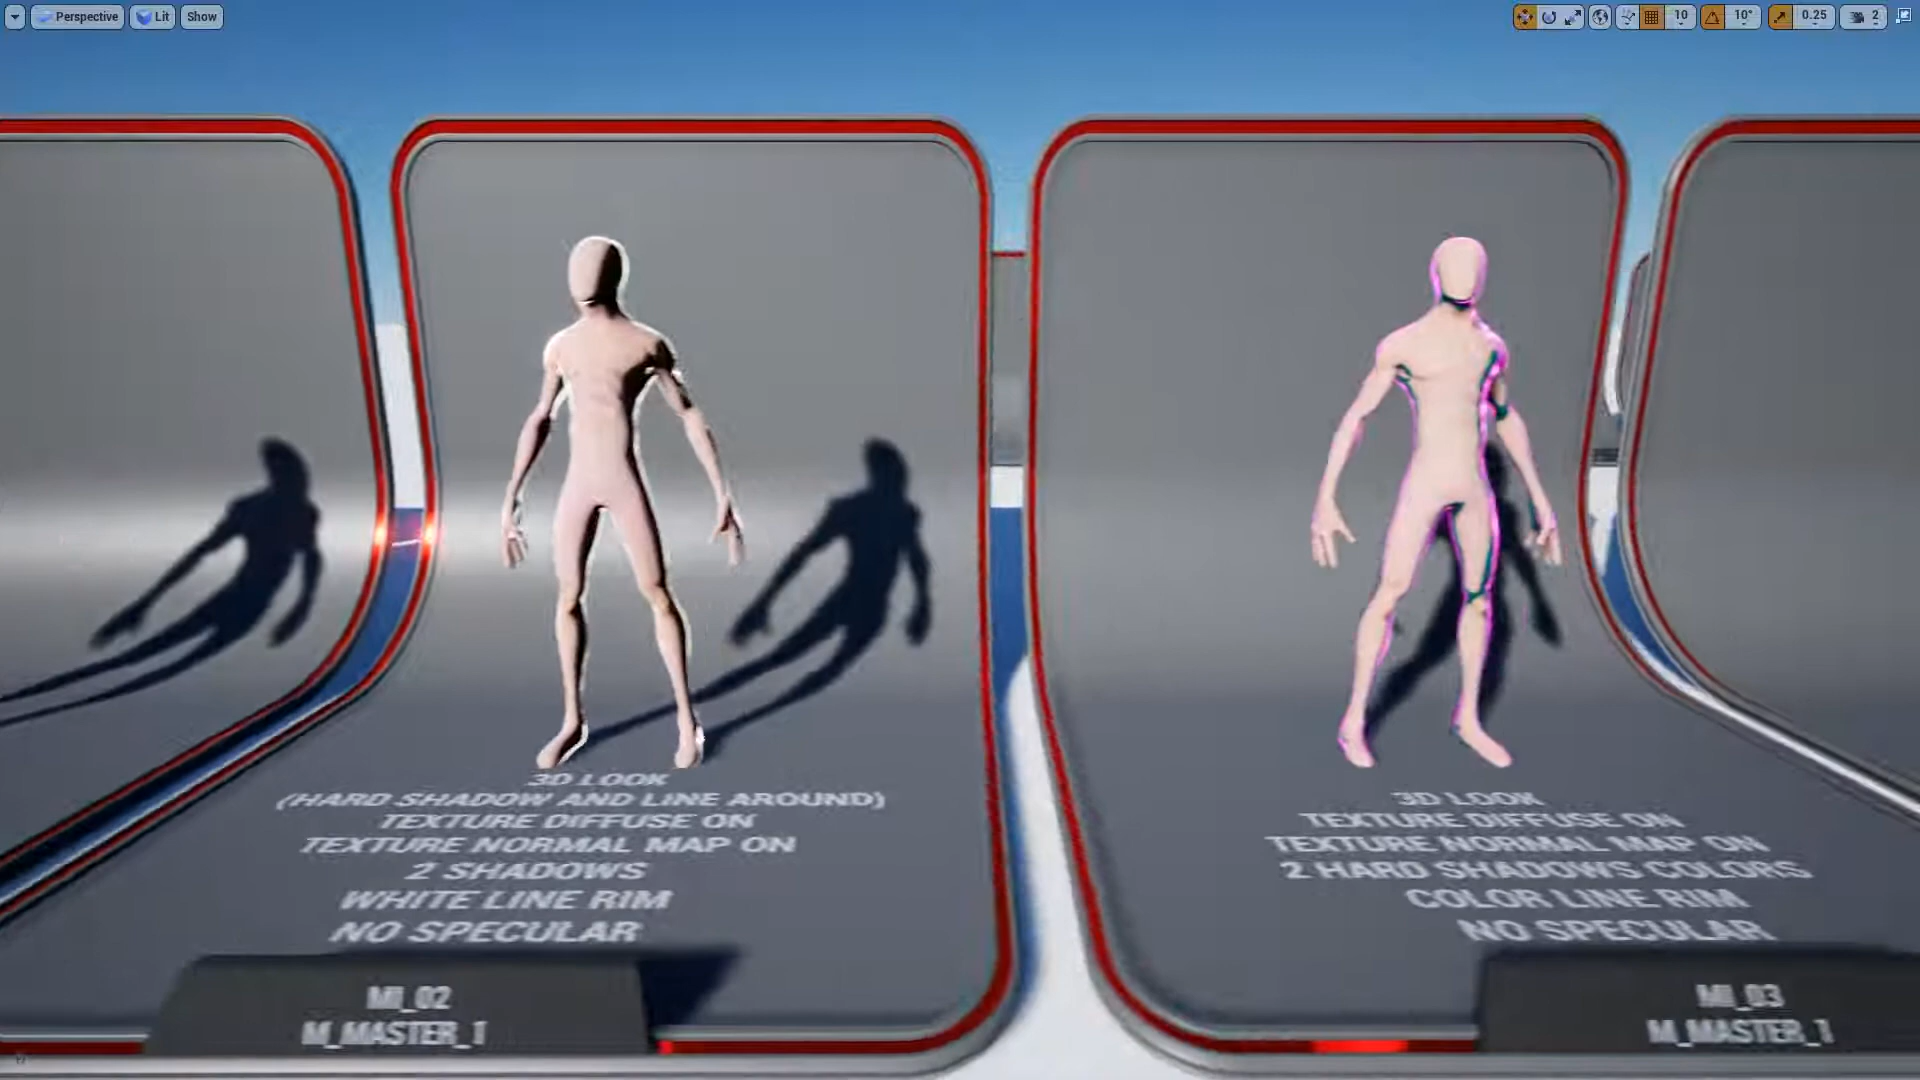 Perspective
Lit
Show
10
10°
0.25
2
3D LOOK
(HARD SHADOW AND LINE AROUND)
TEXTURE DIFFUSE ON
TEXTURE NORMAL MAP ON
2 SHADOWS
WHITE LINE RIM
NO SPECULAR
MI_02
M_MASTER_1
3D LOOK
TEXTURE DIFFUSE ON
TEXTURE NORMAL MAP ON
2 HARD SHADOWS COLORS
COLOR LINE RIM
NO SPECULAR
MI_03
M_MASTER_1